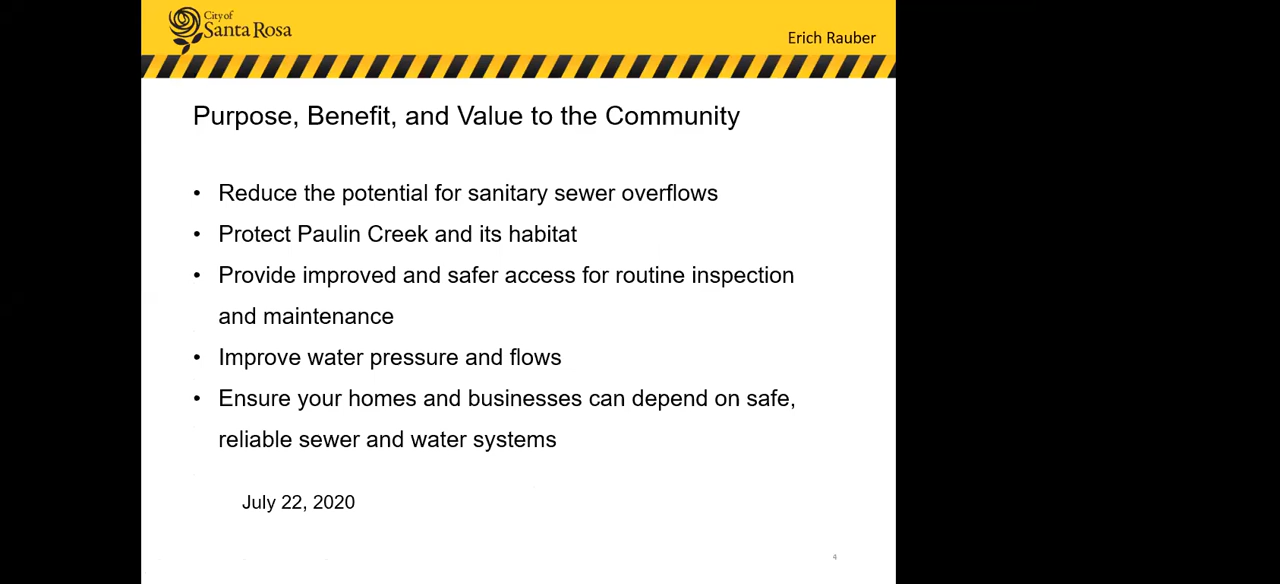 City of
Santa Rosa
Erich Rauber
Purpose, Benefit, and Value to the Community
• Reduce the potential for sanitary sewer overflows
• Protect Paulin Creek and its habitat
• Provide improved and safer access for routine inspection
and maintenance
• Improve water pressure and flows
• Ensure your homes and businesses can depend on safe,
reliable sewer and water systems
July 22, 2020
4